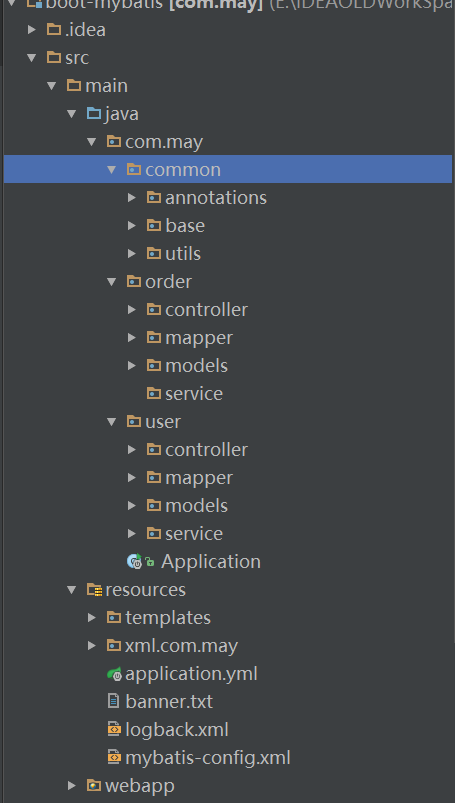 boot-mybatis [com.may] (E:\IDEAOLDWorkSpa
.idea
src
main
java
com.may
common
annotations
base
utils
order
controller
mapper
models
service
user
controller
mapper
models
service
Application
resources
templates
xml.com.may
application.yml
banner.txt
logback.xml
mybatis-config.xml
webapp